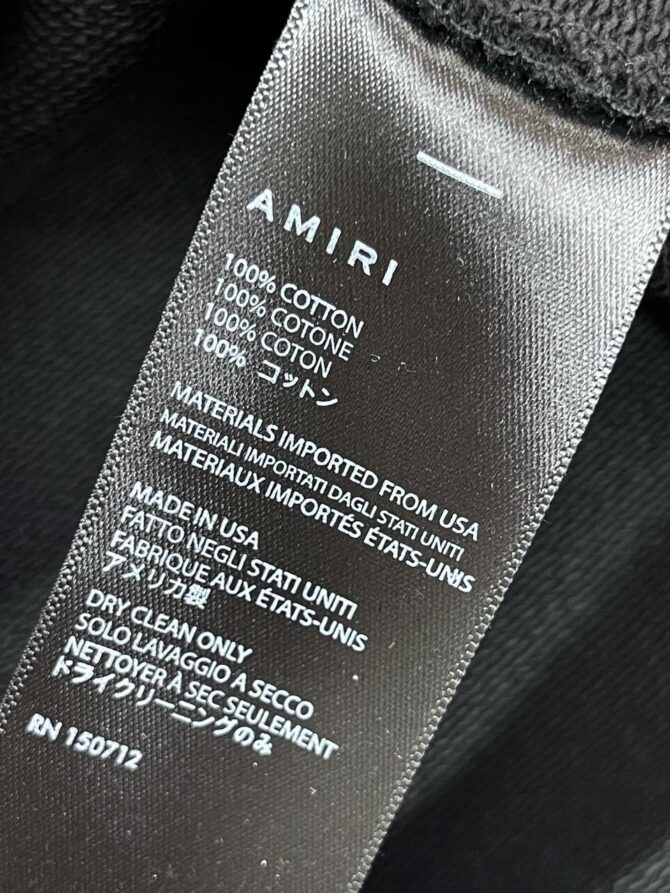 AMIRI
100% COTTON
100% COTONE
100% COTON
100% コットン
MATERIALS IMPORTED FROM USA
MATERIALI IMPORTATI DAGLI STATI UNITI
MATERIAUX IMPORTÉS ÉTATS-UNIS
MADE IN USA
FATTO NEGLI STATI UNITI
FABRIQUE AUX ÉTATS-UNIS
アメリカ製
DRY CLEAN ONLY
SOLO LAVAGGIO A SECCO
NETTOYER A SEC SEULEMENT
ドライクリーニングのみ
RN 150712